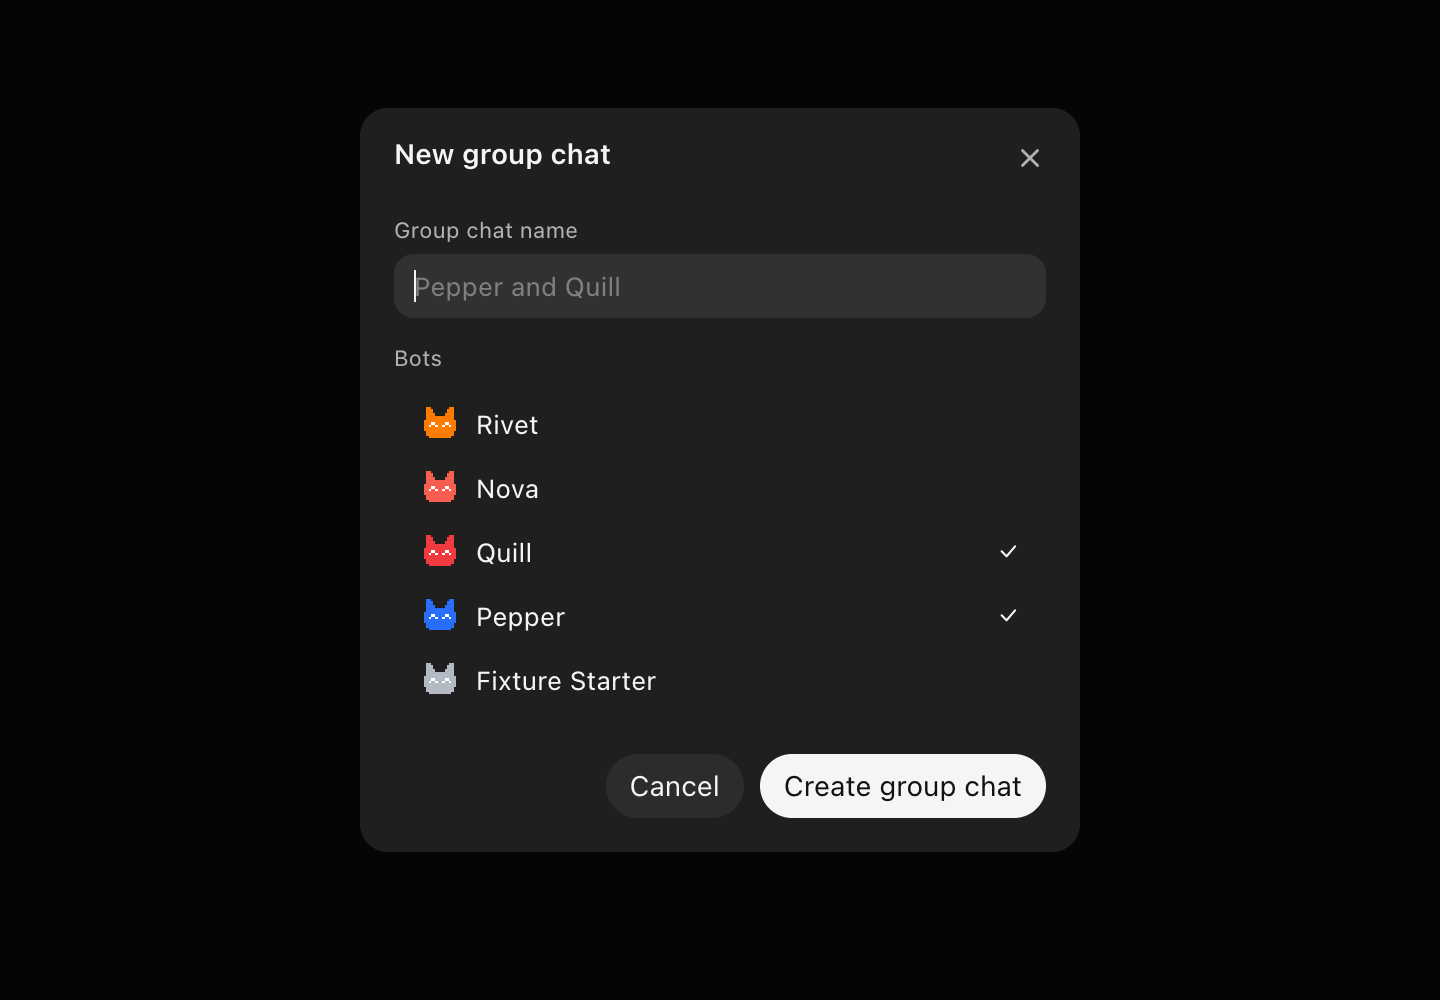 New group chat
Group chat name
Pepper and Quill
Bots
Rivet
Nova
Quill
Pepper
Fixture Starter
Cancel
Create group chat